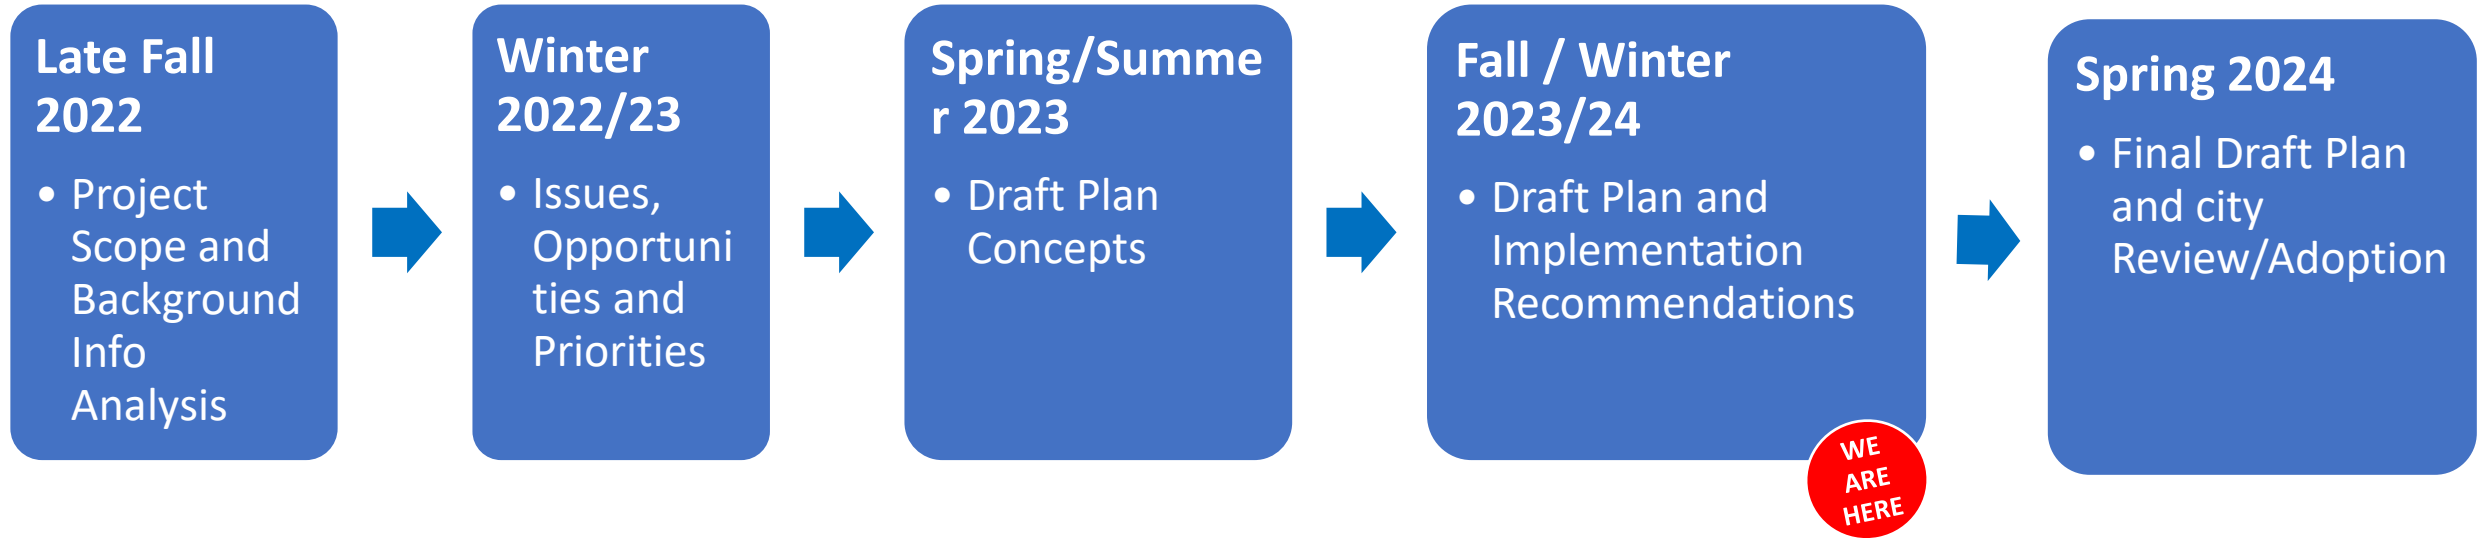 Late Fall
2022
• Project
Scope and
Background
Info
Analysis
Winter
2022/23
• Issues,
Opportuni
ties and
Priorities
Spring/Summe
r 2023
• Draft Plan
Concepts
Fall / Winter
2023/24
• Draft Plan and
Implementation
Recommendations
WE
ARE
HERE
Spring 2024
• Final Draft Plan
and city
Review/Adoption